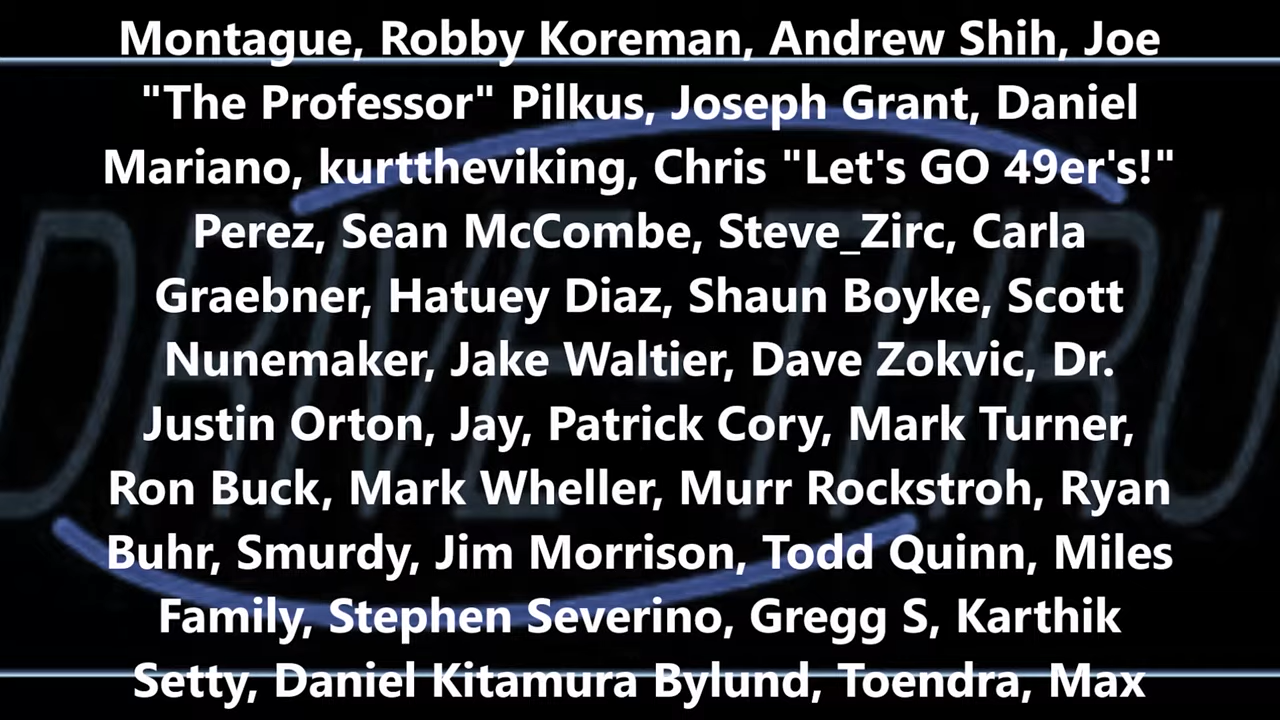 Montague, Robby Koreman, Andrew Shih, Joe
"The Professor" Pilkus, Joseph Grant, Daniel
Mariano, kurttheviking, Chris "Let's GO 49er's!"
Perez, Sean McCombe, Steve_Zirc, Carla
Graebner, Hatuey Diaz, Shaun Boyke, Scott
Nunemaker, Jake Waltier, Dave Zokvic, Dr.
Justin Orton, Jay, Patrick Cory, Mark Turner,
Ron Buck, Mark Wheller, Murr Rockstroh, Ryan
Buhr, Smurdy, Jim Morrison, Todd Quinn, Miles
Family, Stephen Severino, Gregg S, Karthik
Setty, Daniel Kitamura Bylund, Toendra, Max
DRIVE-THRU